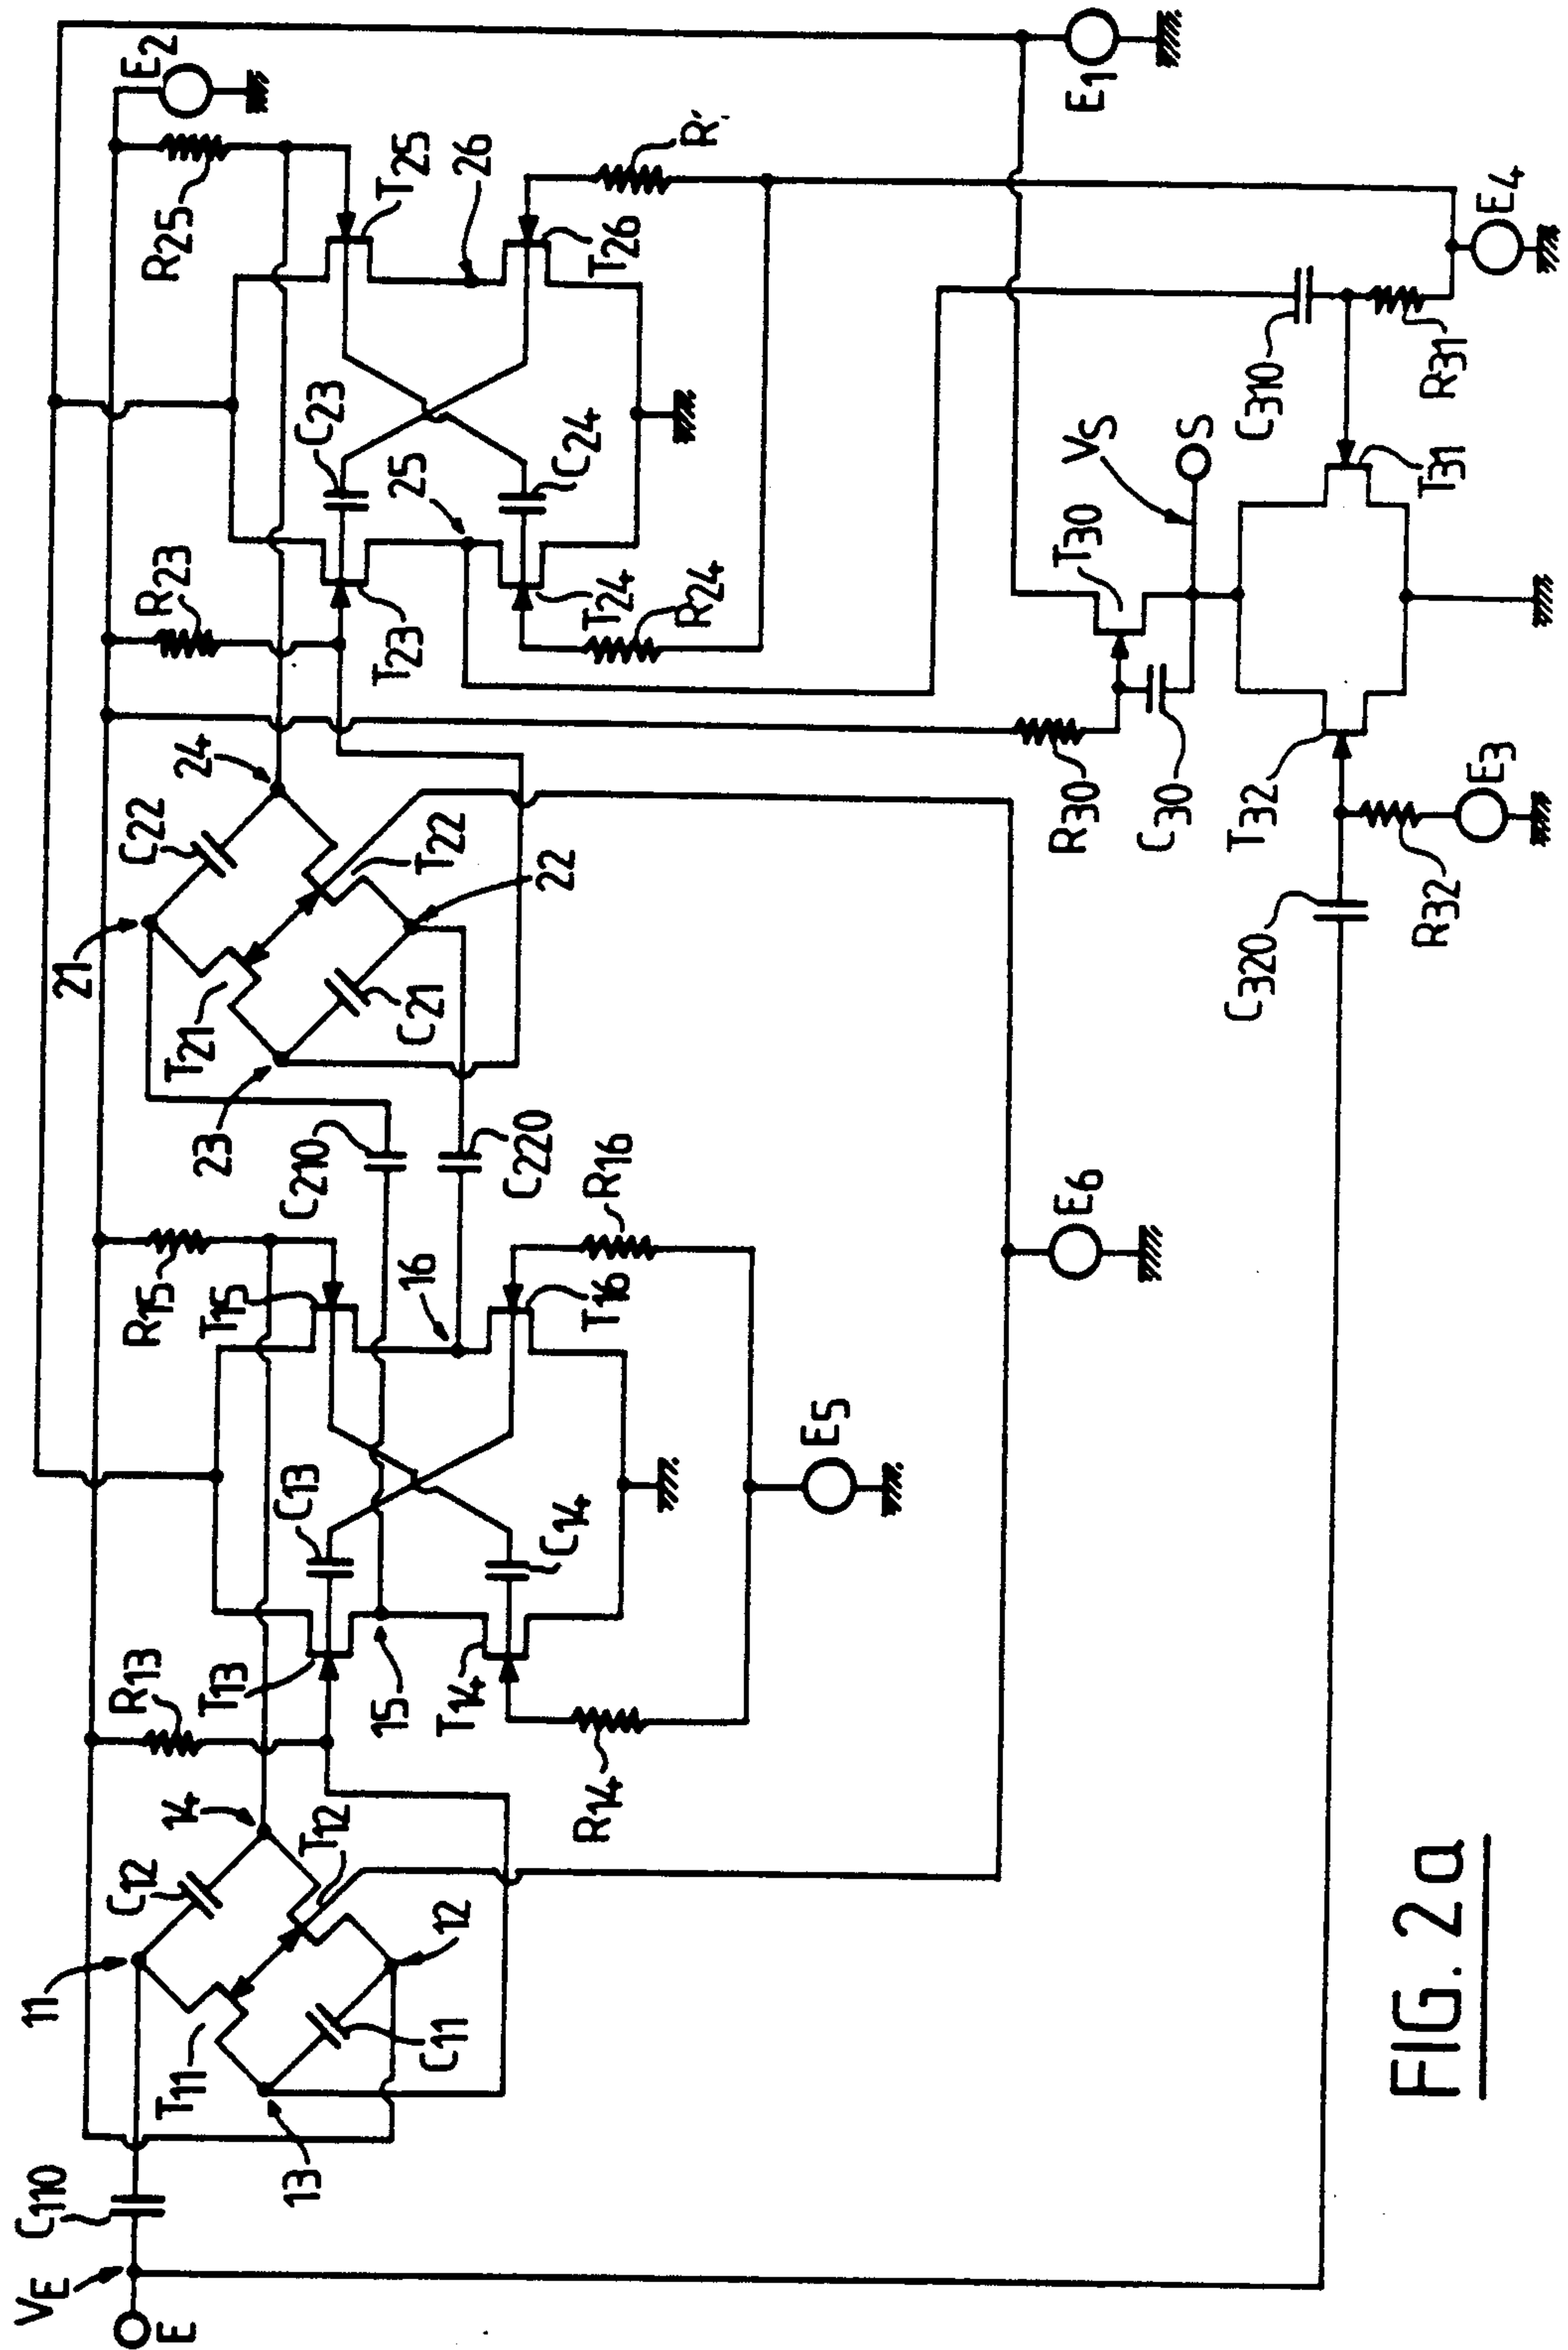 E2
R25
T25
26
R'
T26
E1
E4
C23
25
C24
C310
R31
R23
T23
T24
R24
VS
S
T30
T31
24
C22
T22
21
T21
C21
22
23
R30
C30
T32
E3
R32
C320
C210
C220
R16
R15
T15
16
T16
E6
C13
C14
E5
R13
T13
15
T14
R14
14
C12
T12
11
12
T11
C11
13
C110
VE
E
FIG. 2a